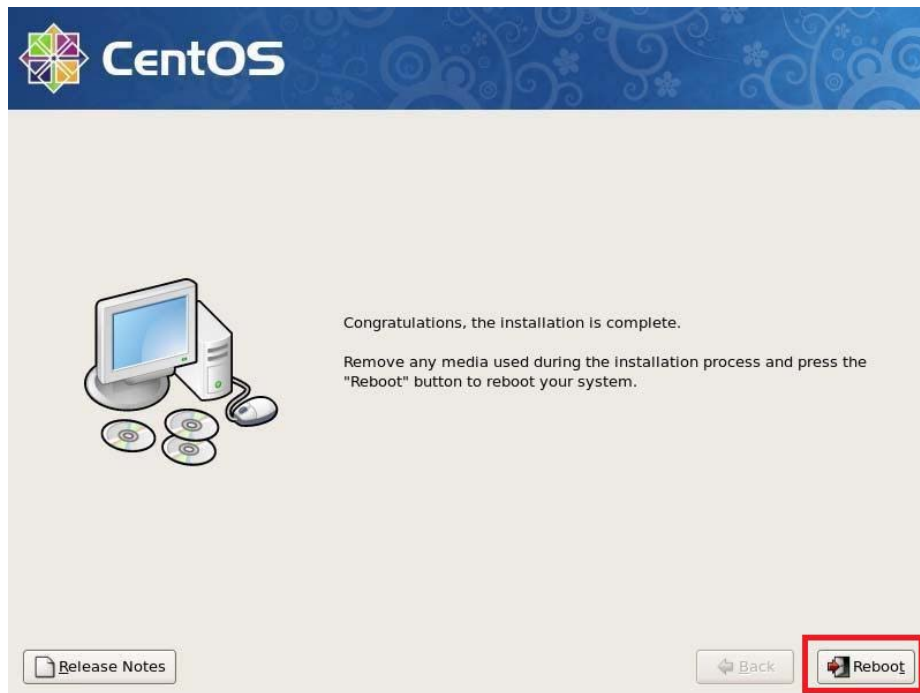 CentOS
Congratulations, the installation is complete.
Remove any media used during the installation process and press the
"Reboot" button to reboot your system.
Release Notes
Back
Reboot